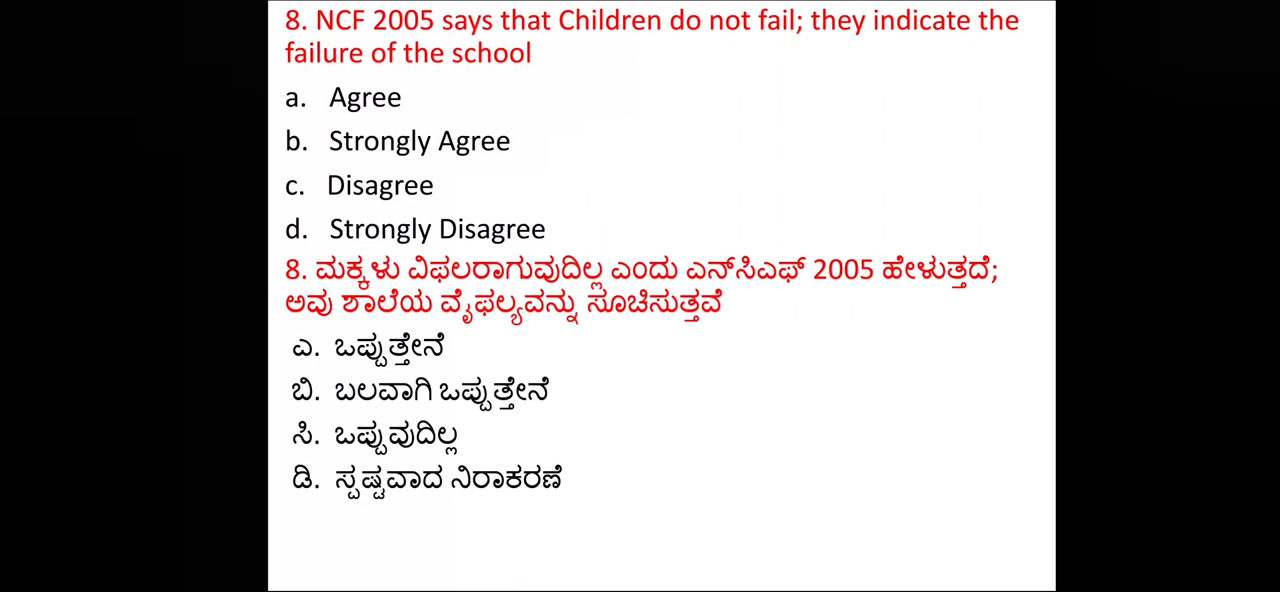 8. NCF 2005 says that Children do not fail; they indicate the
failure of the school
a. Agree
b. Strongly Agree
c. Disagree
d. Strongly Disagree
8. ಮಕ್ಕಳು ವಿಫಲರಾಗುವುದಿಲ್ಲ ಎಂದು ಎನ್‌ಸಿಎಫ್ 2005 ಹೇಳುತ್ತದೆ;
ಅವು ಶಾಲೆಯ ವೈಫಲ್ಯವನ್ನು ಸೂಚಿಸುತ್ತವೆ
ಎ. ಒಪ್ಪುತ್ತೇನೆ
ಬಿ. ಬಲವಾಗಿ ಒಪ್ಪುತ್ತೇನೆ
ಸಿ. ಒಪ್ಪುವುದಿಲ್ಲ
ಡಿ. ಸ್ಪಷ್ಟವಾದ ನಿರಾಕರಣೆ